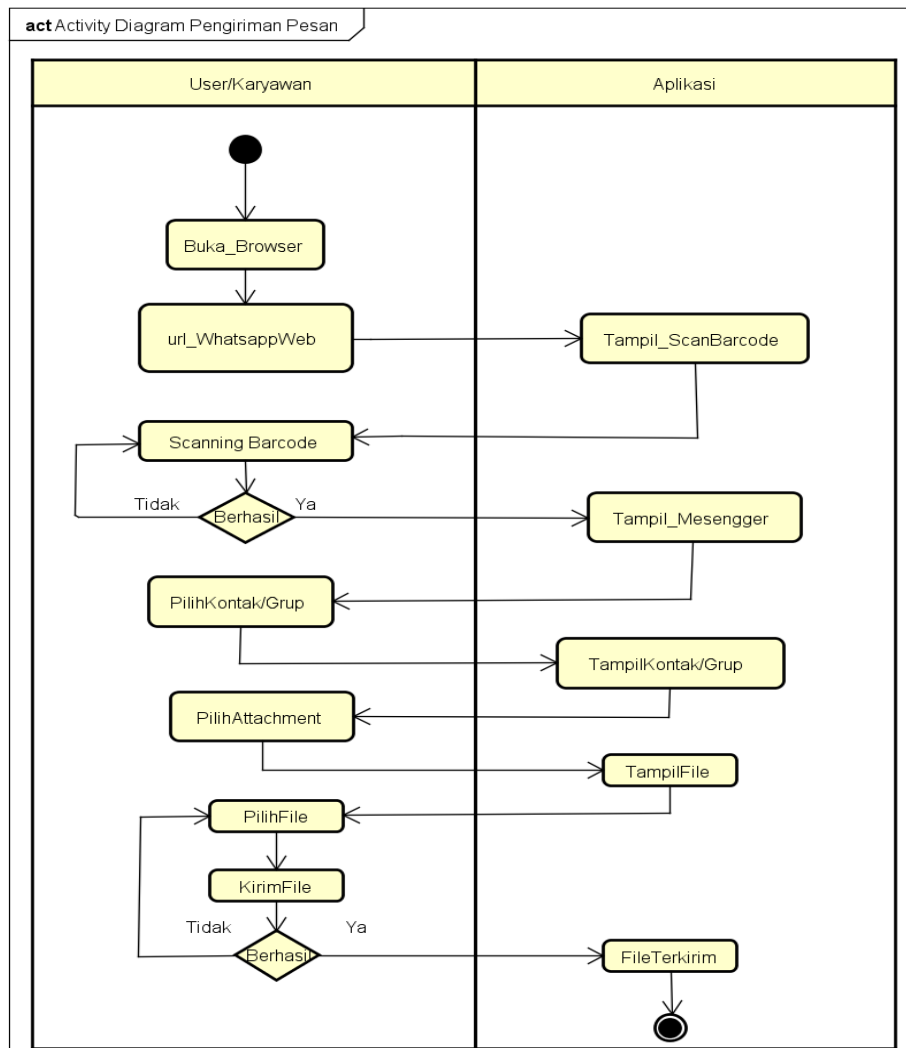 act Activity Diagram Pengiriman Pesan
User/Karyawan
Aplikasi
Buka_Browser
url_WhatsappWeb
Tampil_ScanBarcode
Scanning Barcode
Tidak
Berhasil
Ya
Tampil_Mesengger
PilihKontak/Grup
TampilKontak/Grup
PilihAttachment
TampilFile
PilihFile
KirimFile
Tidak
Berhasil
Ya
FileTerkirim